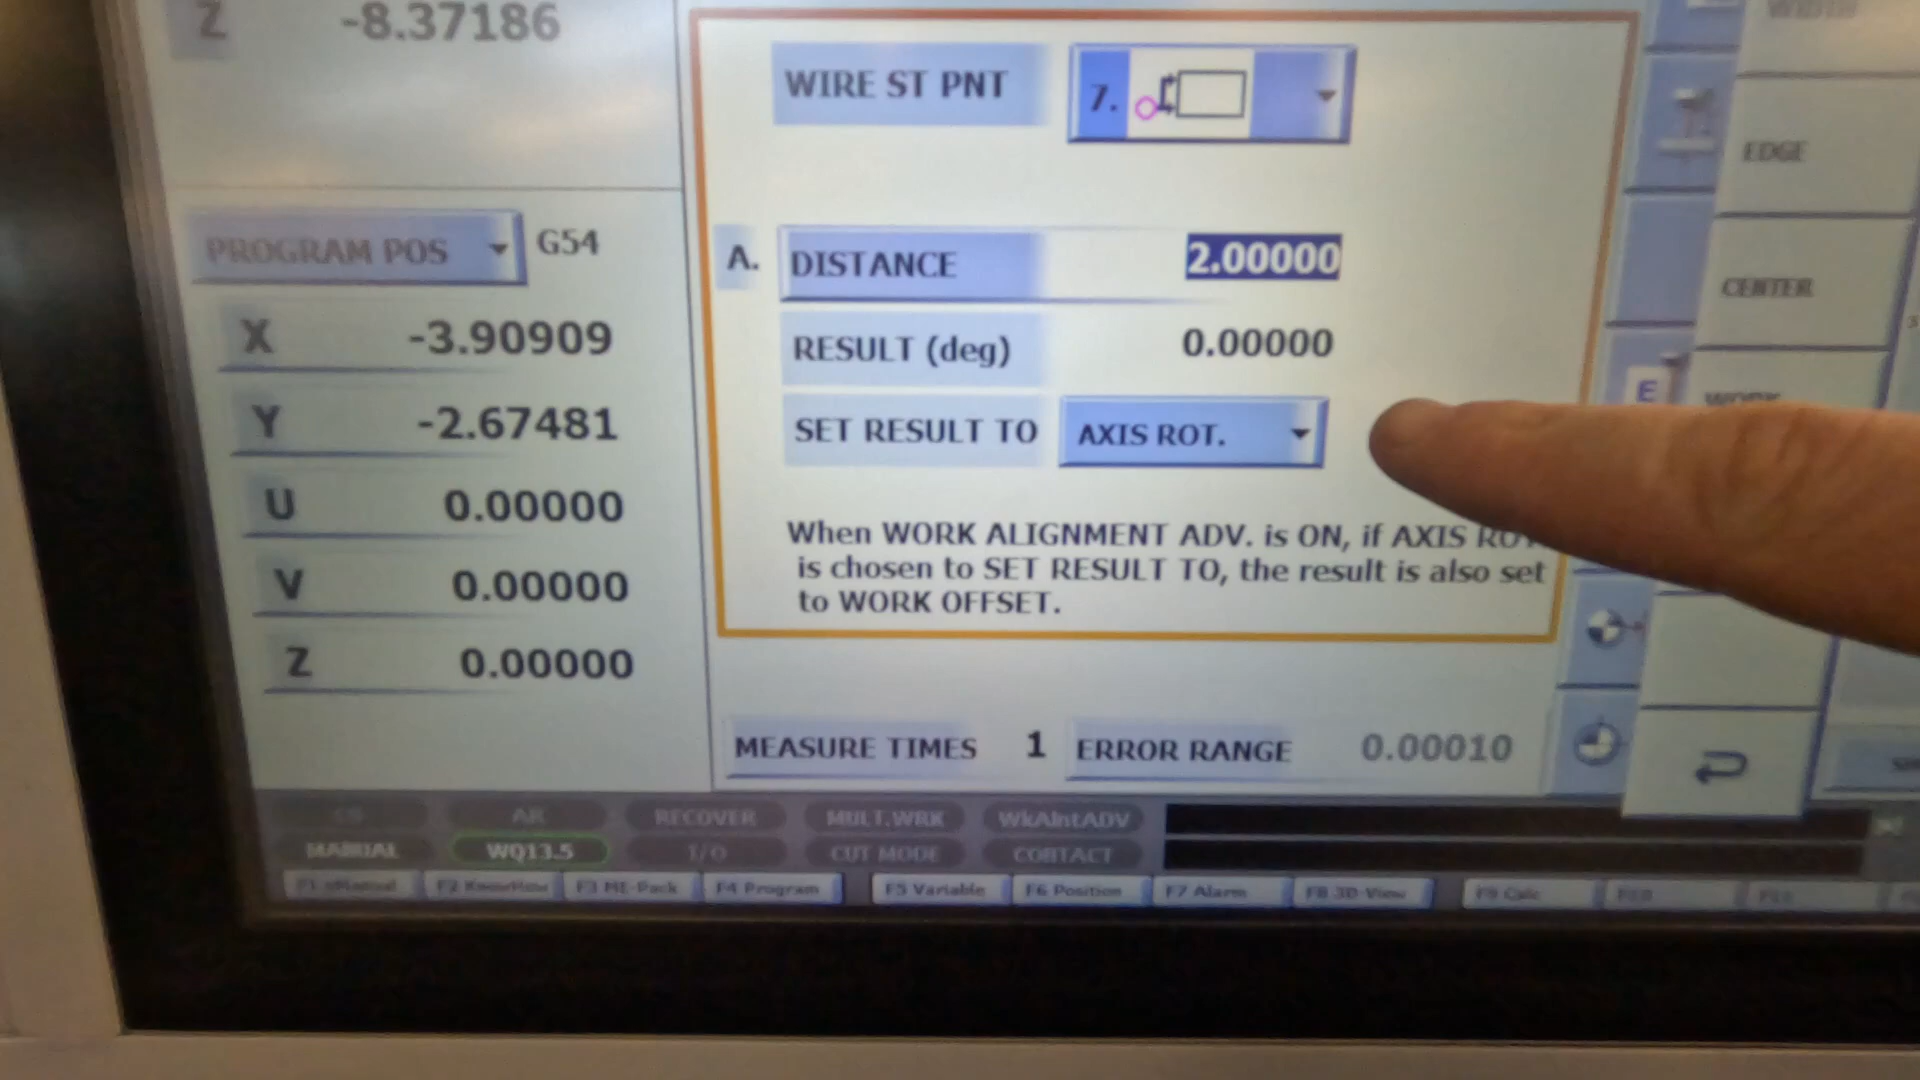 Z -8.37186
WIRE ST PNT 7.
EDGE
PROGRAM POS G54
A. DISTANCE 2.00000
CENTER
X -3.90909
RESULT (deg) 0.00000
Y -2.67481
SET RESULT TO AXIS ROT.
E
WORK
U 0.00000
When WORK ALIGNMENT ADV. is ON, if AXIS ROT
is chosen to SET RESULT TO, the result is also set
to WORK OFFSET.
V 0.00000
Z 0.00000
MEASURE TIMES 1 ERROR RANGE 0.00010
AR RECOVER MULT.WRK WkAlntADV
MANUAL WQ13.5 I/O CUT MODE CONTACT
F1 F2 KnowHow F3 ME-Pack F4 Program F5 Variable F6 Position F7 Alarm F8 3D-View F9 Calc F10 F11